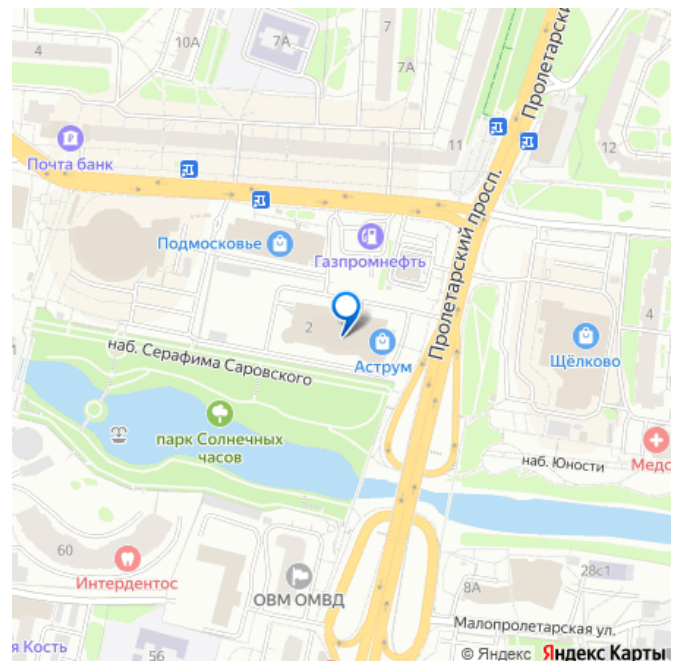 4
10А
7А
7
7А
11
12
Пролетарский
Почта банк
Пролетарский просп.
Подмосковье
Газпромнефть
4
2
Аструм
Щёлково
наб. Серафима Саровского
парк Солнечных
часов
наб. Юности
Медс
60
Интердентос
ОВМ ОМВД
8А
28с1
Малопролетарская ул.
я Кость
56
© Яндекс Яндекс Карты